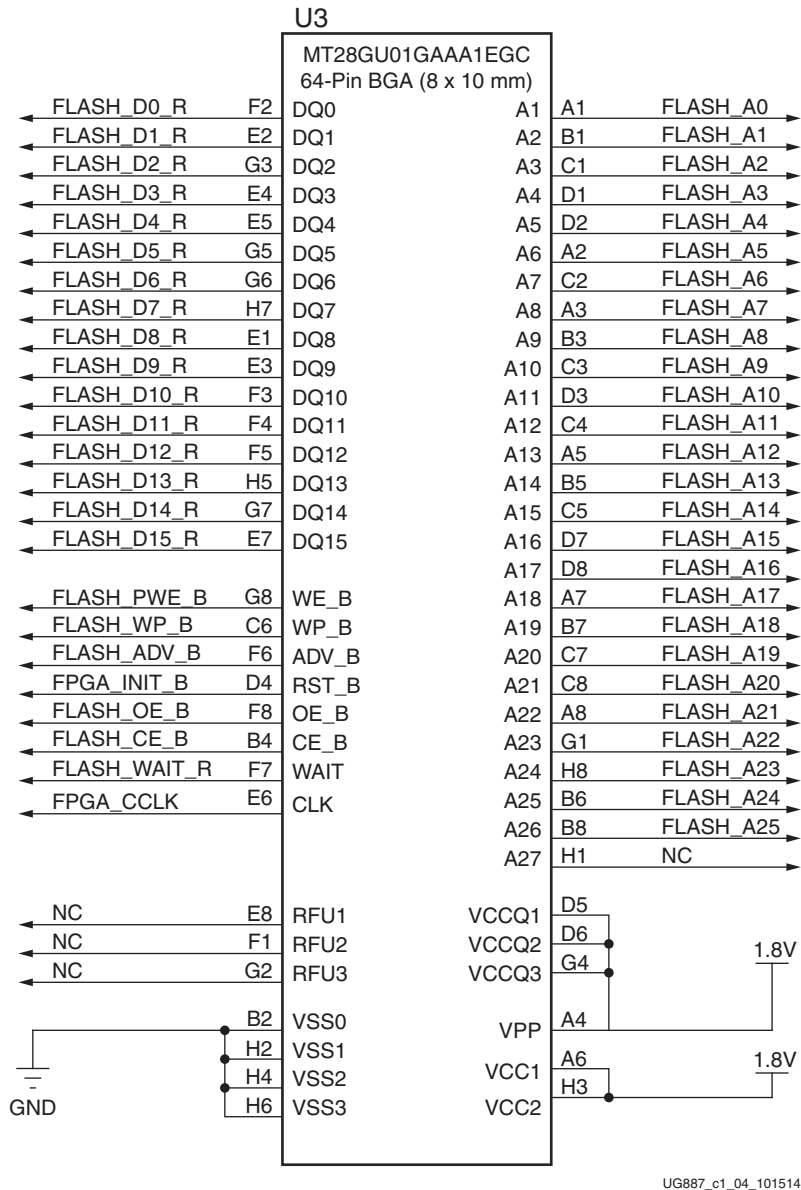 U3
MT28GU01GAAA1EGC
64-Pin BGA (8 x 10 mm)
FLASH_D0_R F2 DQ0 A1 A1 FLASH_A0
FLASH_D1_R E2 DQ1 A2 B1 FLASH_A1
FLASH_D2_R G3 DQ2 A3 C1 FLASH_A2
FLASH_D3_R E4 DQ3 A4 D1 FLASH_A3
FLASH_D4_R E5 DQ4 A5 D2 FLASH_A4
FLASH_D5_R G5 DQ5 A6 A2 FLASH_A5
FLASH_D6_R G6 DQ6 A7 C2 FLASH_A6
FLASH_D7_R H7 DQ7 A8 A3 FLASH_A7
FLASH_D8_R E1 DQ8 A9 B3 FLASH_A8
FLASH_D9_R E3 DQ9 A10 C3 FLASH_A9
FLASH_D10_R F3 DQ10 A11 D3 FLASH_A10
FLASH_D11_R F4 DQ11 A12 C4 FLASH_A11
FLASH_D12_R F5 DQ12 A13 A5 FLASH_A12
FLASH_D13_R H5 DQ13 A14 B5 FLASH_A13
FLASH_D14_R G7 DQ14 A15 C5 FLASH_A14
FLASH_D15_R E7 DQ15 A16 D7 FLASH_A15
A17 D8 FLASH_A16
FLASH_PWE_B G8 WE_B A18 A7 FLASH_A17
FLASH_WP_B C6 WP_B A19 B7 FLASH_A18
FLASH_ADV_B F6 ADV_B A20 C7 FLASH_A19
FPGA_INIT_B D4 RST_B A21 C8 FLASH_A20
FLASH_OE_B F8 OE_B A22 A8 FLASH_A21
FLASH_CE_B B4 CE_B A23 G1 FLASH_A22
FLASH_WAIT_R F7 WAIT A24 H8 FLASH_A23
FPGA_CCLK E6 CLK A25 B6 FLASH_A24
A26 B8 FLASH_A25
A27 H1 NC
NC E8 RFU1 VCCQ1 D5
NC F1 RFU2 VCCQ2 D6 1.8V
NC G2 RFU3 VCCQ3 G4
B2 VSS0 VPP A4
H2 VSS1 VCC1 A6 1.8V
H4 VSS2 VCC2 H3
GND H6 VSS3
UG887_c1_04_101514